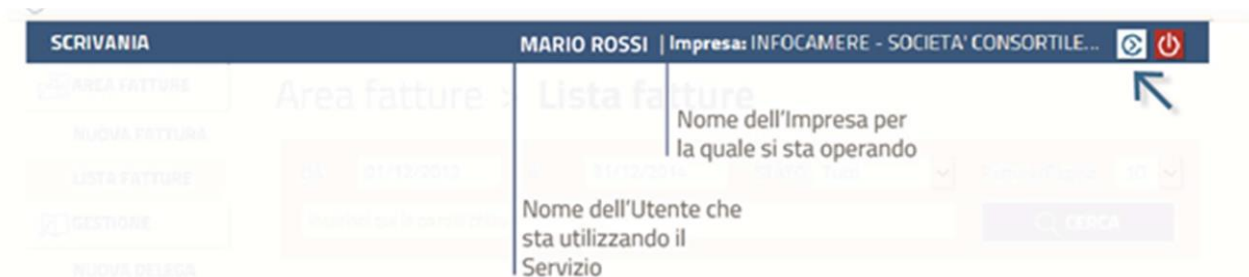 SCRIVANIA MARIO ROSSI | Impresa: INFOCAMERE - SOCIETA' CONSORTILE...
AREA FATTURE
Area fatture > Lista fatture
NUOVA FATTURA
Nome dell'Impresa per
la quale si sta operando
LISTA FATTURE
GESTIONE
CERCA
Nome dell'Utente che
sta utilizzando il
Servizio
NUOVA DELEGA